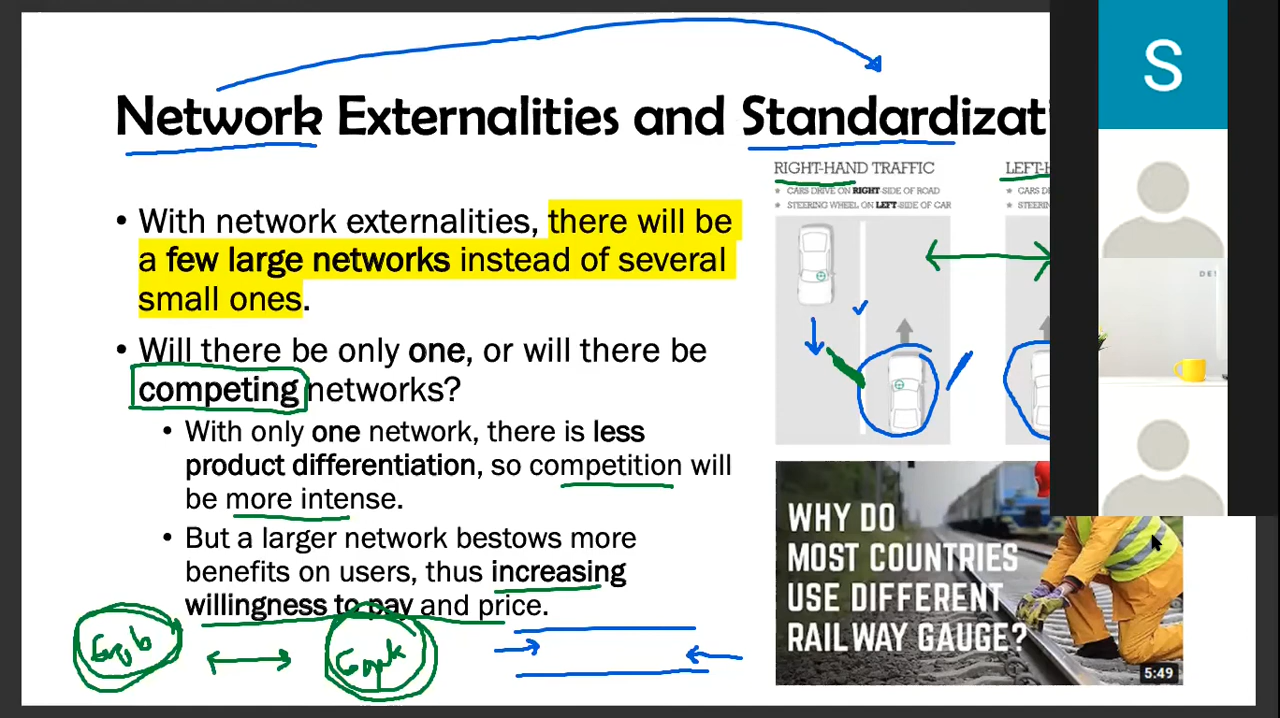 Network Externalities and Standardizat
• With network externalities, there will be
a few large networks instead of several
small ones.
• Will there be only one, or will there be
competing networks?
• With only one network, there is less
product differentiation, so competition will
be more intense.
• But a larger network bestows more
benefits on users, thus increasing
willingness to pay and price.
RIGHT-HAND TRAFFIC
★ CARS DRIVE ON RIGHT-SIDE OF ROAD
★ STEERING WHEEL ON LEFT-SIDE OF CAR
LEFT-H
★ CARS D
★ STEERI
WHY DO
MOST COUNTRIES
USE DIFFERENT
RAILWAY GAUGE?
5:49
S
DE!